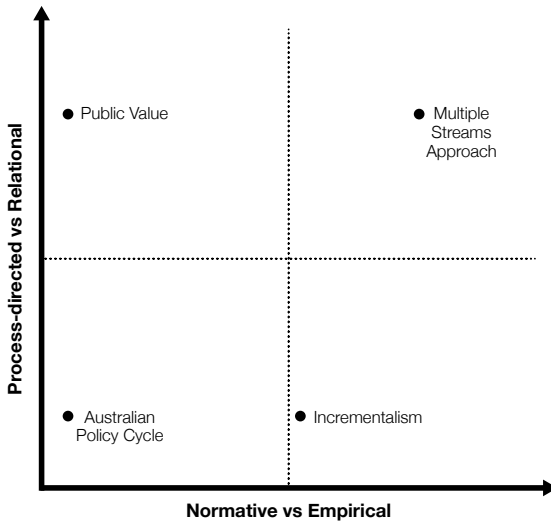 Public Value
Multiple
Streams
Approach
Process-directed vs Relational
Australian
Policy Cycle
Incrementalism
Normative vs Empirical